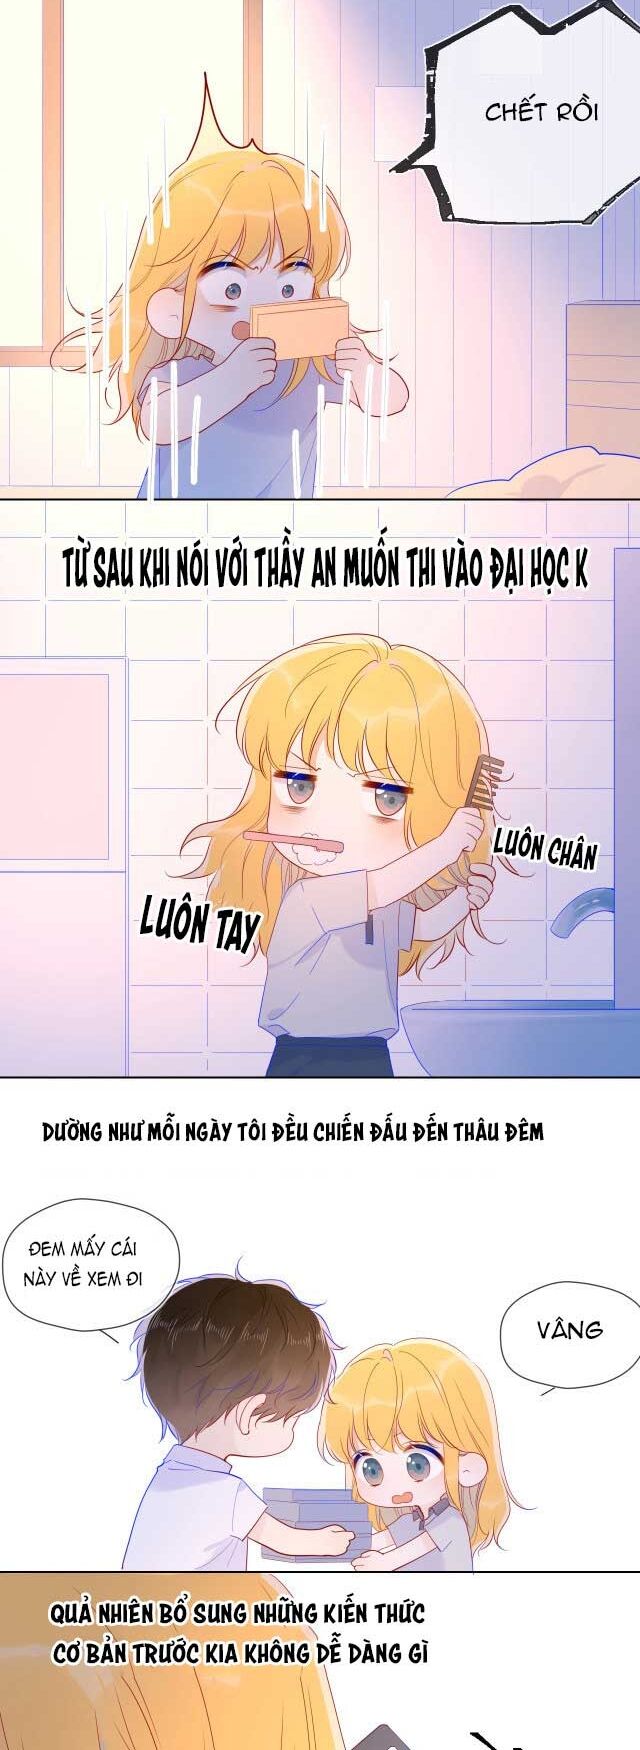 CHẾT RỒI
TỪ SAU KHI NÓI VỚI THẦY AN MUỐN THI VÀO ĐẠI HỌC K
LUÔN CHÂN
LUÔN TAY
DƯỜNG NHƯ MỖI NGÀY TÔI ĐỀU CHIẾN ĐẤU ĐẾN THÂU ĐÊM
ĐEM MẤY CÁI
NÀY VỀ XEM ĐI
VÂNG
QUẢ NHIÊN BỔ SUNG NHỮNG KIẾN THỨC
CƠ BẢN TRƯỚC KIA KHÔNG DỄ DÀNG GÌ